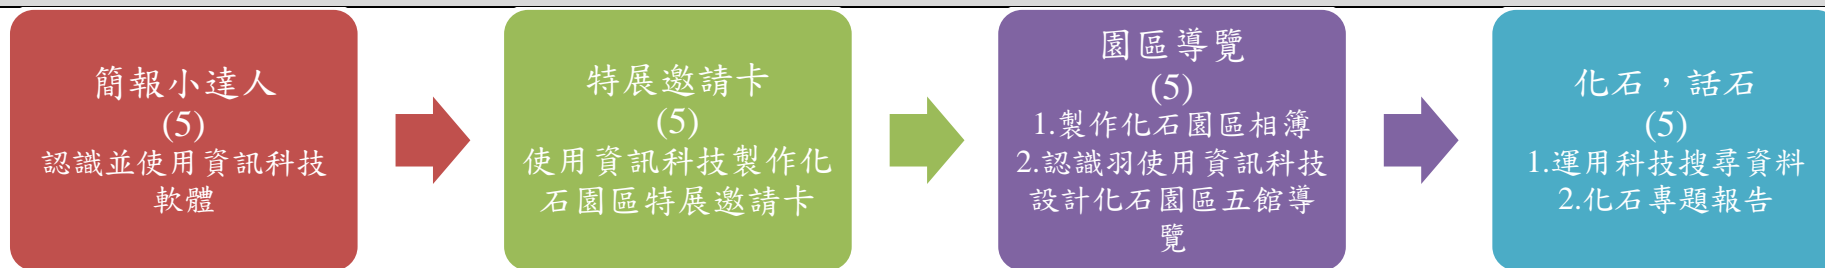 簡報小達人
(5)
認識並使用資訊科技
軟體
特展邀請卡
(5)
使用資訊科技製作化
石園區特展邀請卡
園區導覽
(5)
1.製作化石園區相簿
2.認識羽使用資訊科技
設計化石園區五館導
覽
化石，話石
(5)
1.運用科技搜尋資料
2.化石專題報告